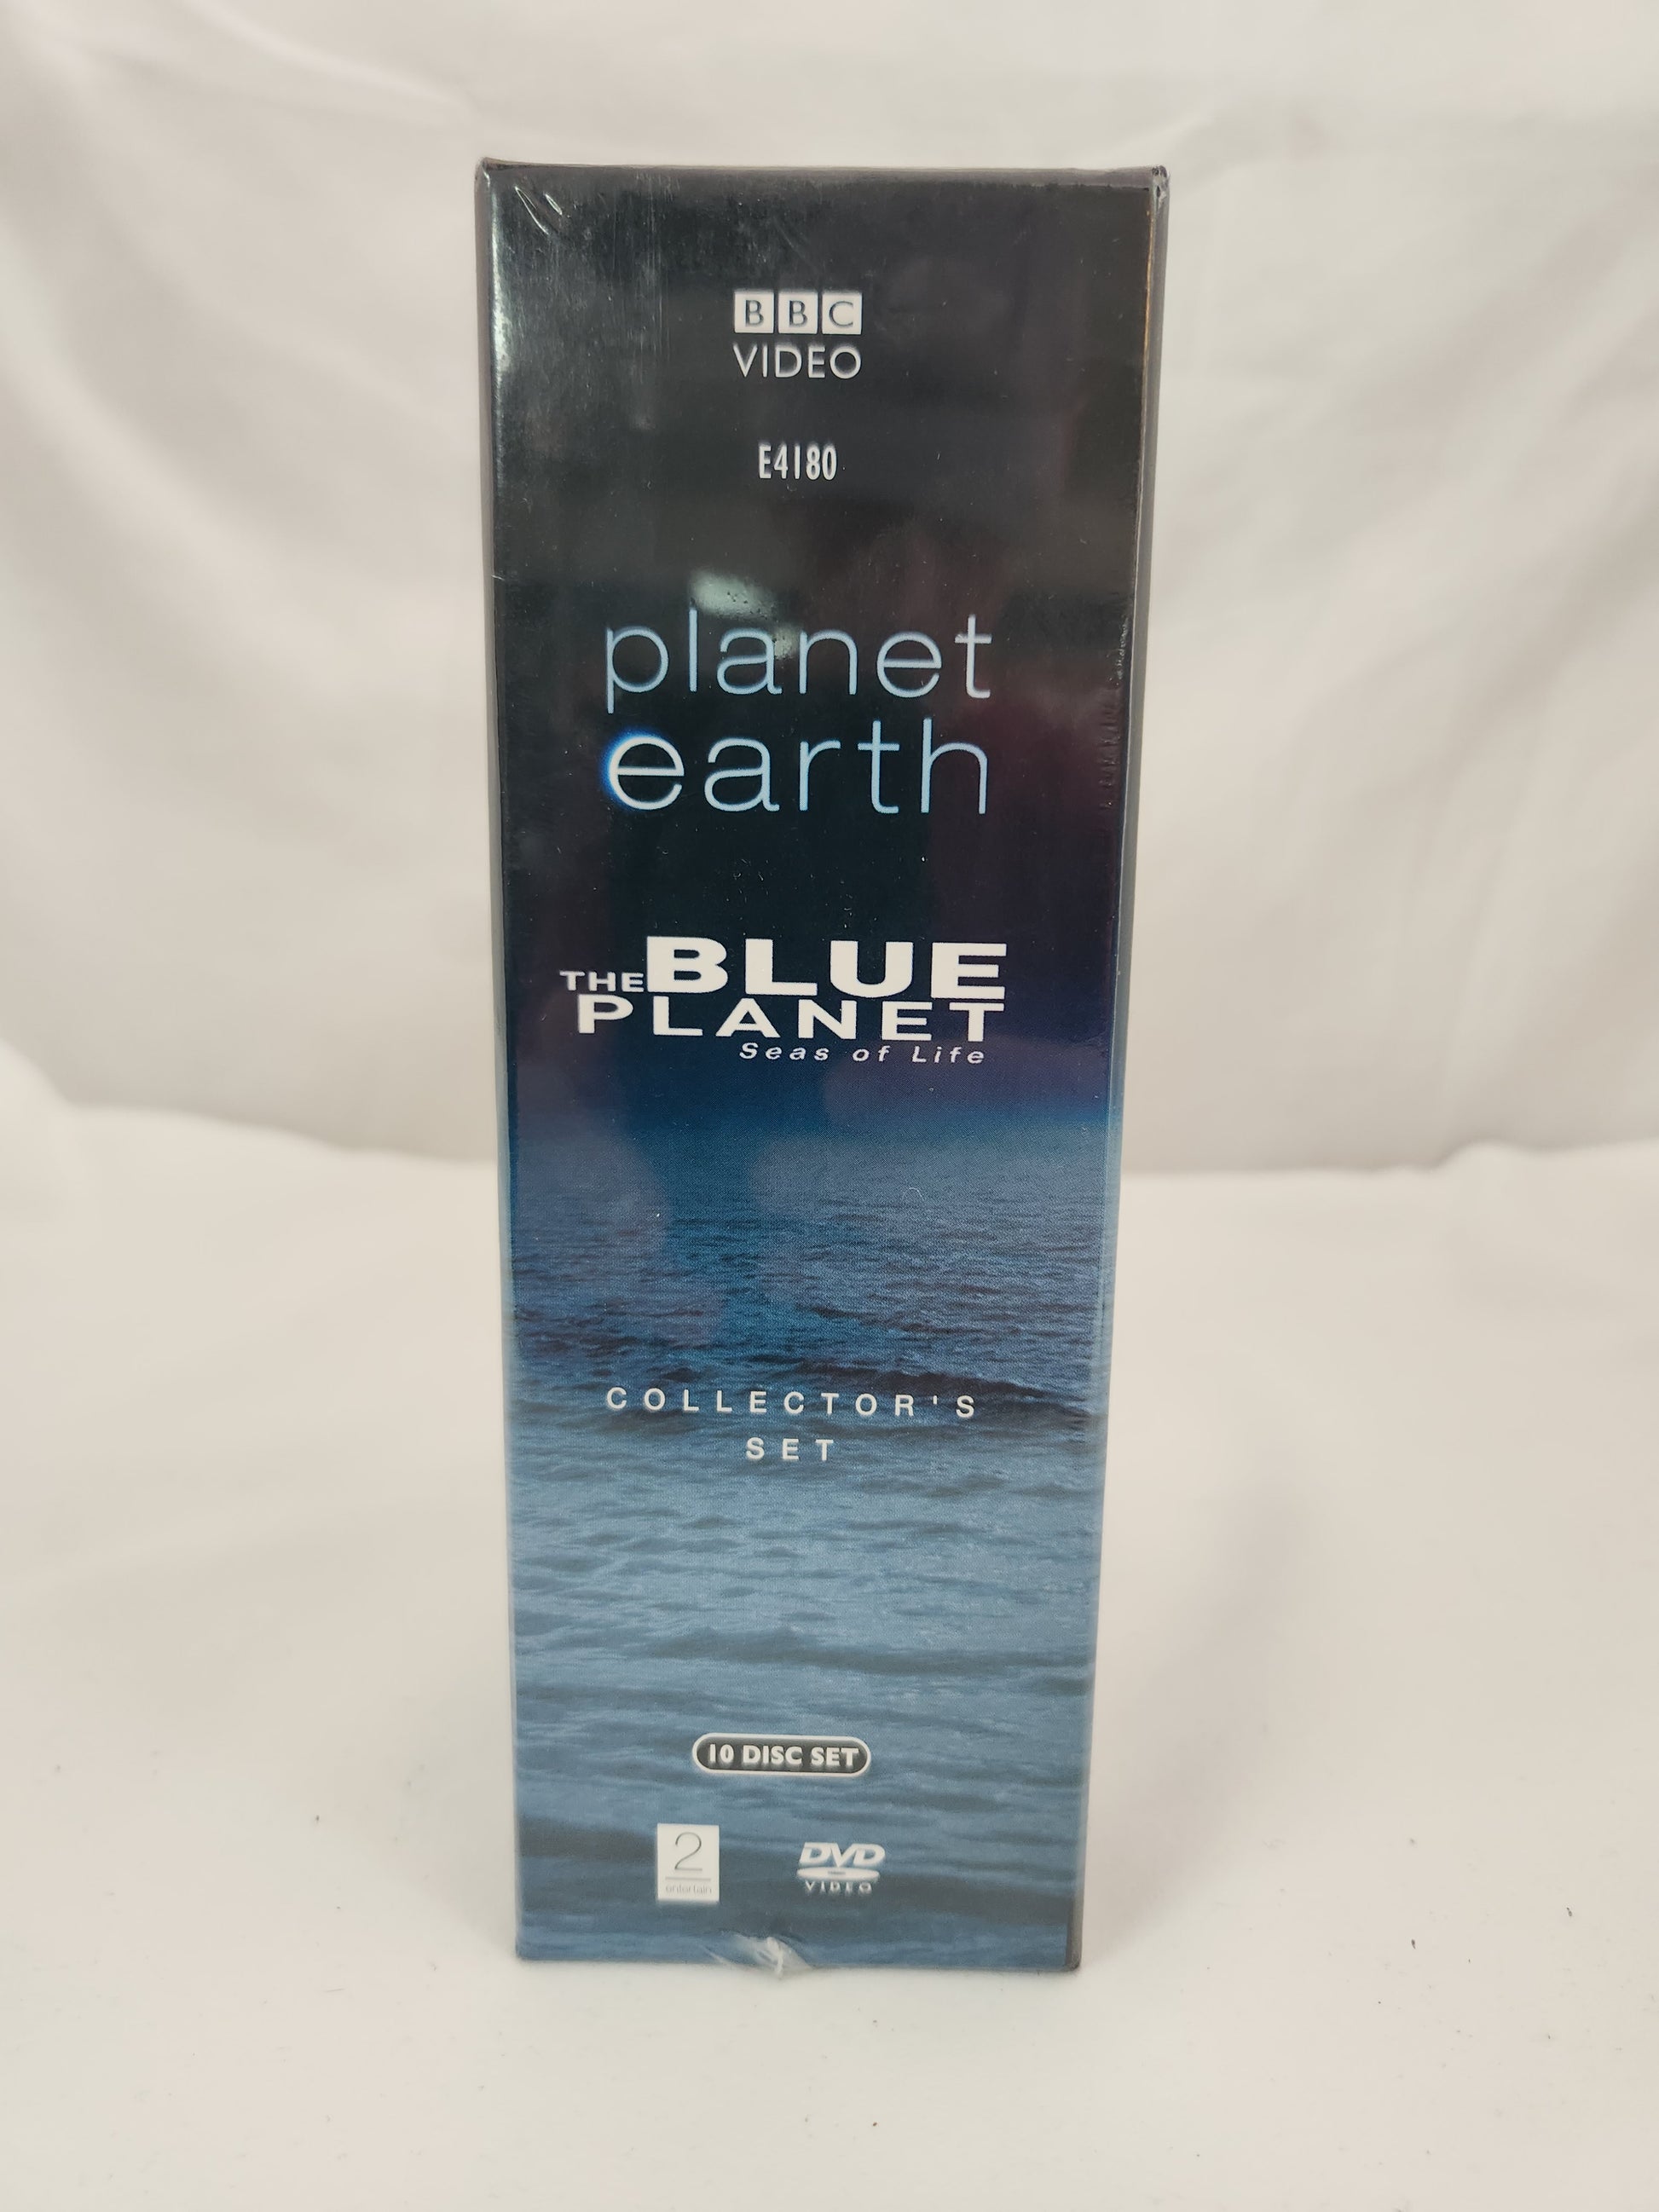 BBC
VIDEO
E4180
planet
earth
THE BLUE
PLANET
Seas of Life
COLLECTOR'S
SET
10 DISC SET
2
entertain
DVD
VIDEO